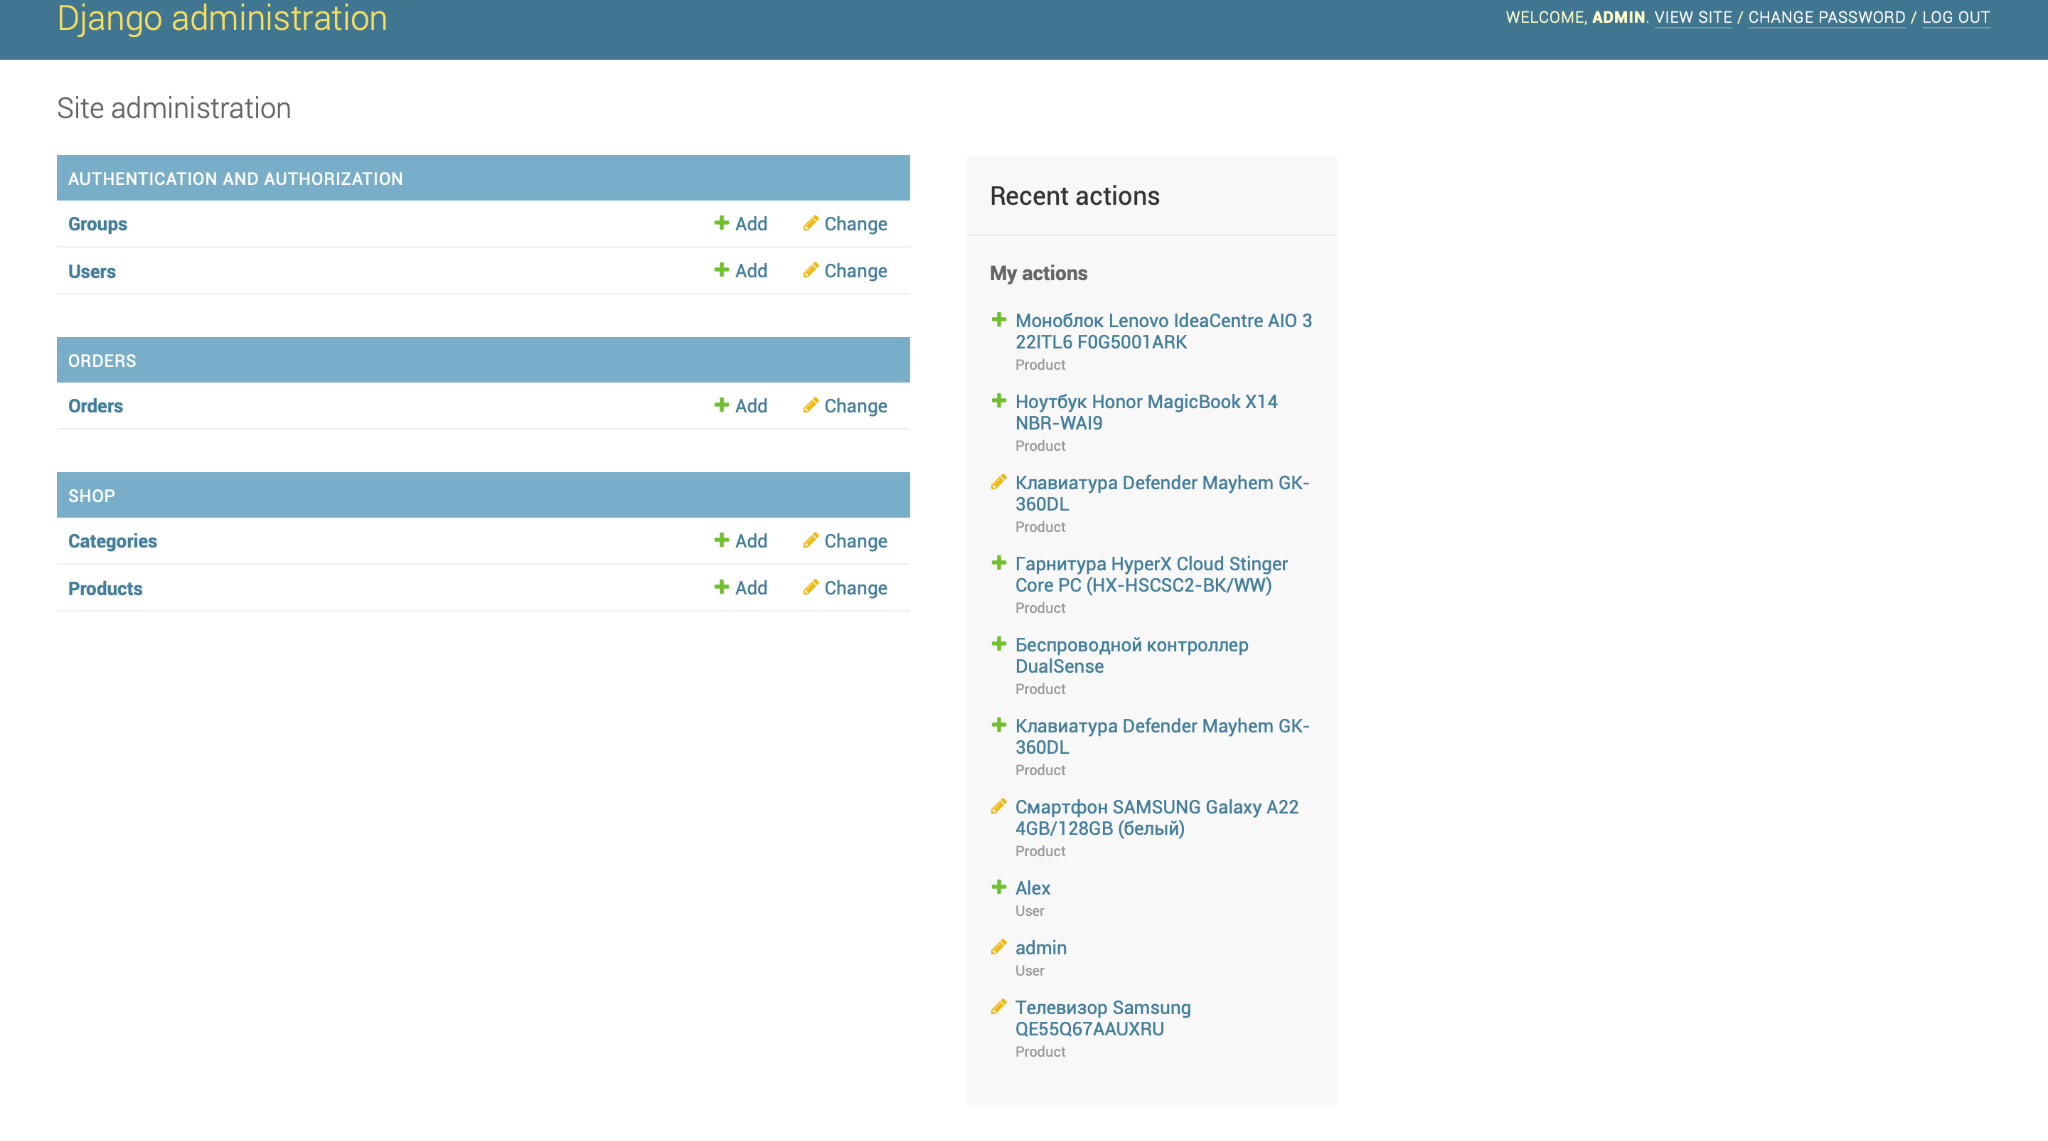 Django administration
WELCOME, ADMIN. VIEW SITE / CHANGE PASSWORD / LOG OUT
Site administration
AUTHENTICATION AND AUTHORIZATION
Groups Add Change
Users Add Change
ORDERS
Orders Add Change
SHOP
Categories Add Change
Products Add Change
Recent actions
My actions
Моноблок Lenovo IdeaCentre AIO 3
22ITL6 F0G5001ARK
Product
Ноутбук Honor MagicBook X14
NBR-WAI9
Product
Клавиатура Defender Mayhem GK-
360DL
Product
Гарнитура HyperX Cloud Stinger
Core PC (HX-HSCSC2-BK/WW)
Product
Беспроводной контроллер
DualSense
Product
Клавиатура Defender Mayhem GK-
360DL
Product
Смартфон SAMSUNG Galaxy A22
4GB/128GB (белый)
Product
Alex
User
admin
User
Телевизор Samsung
QE55Q67AAUXRU
Product